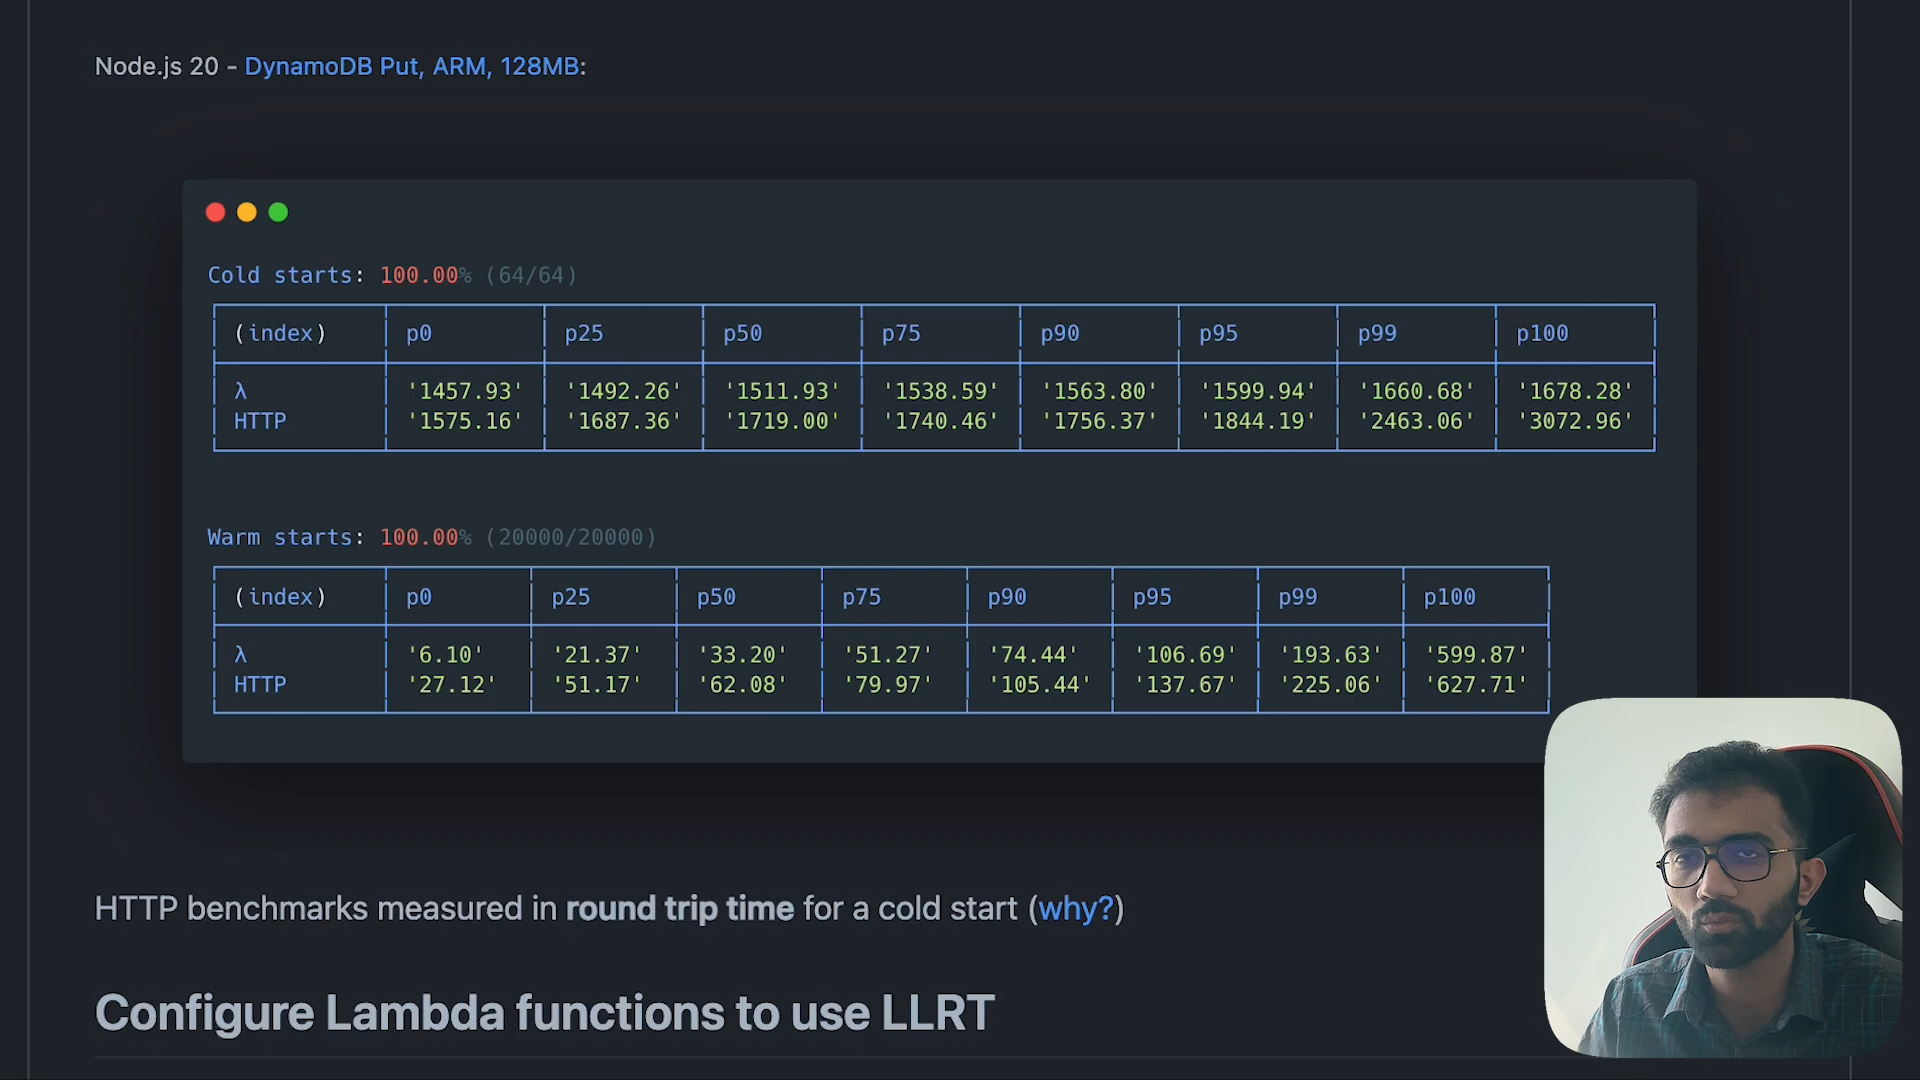 Node.js 20 - DynamoDB Put, ARM, 128MB:
Cold starts: 100.00% (64/64)
(index) p0 p25 p50 p75 p90 p95 p99 p100
λ '1457.93' '1492.26' '1511.93' '1538.59' '1563.80' '1599.94' '1660.68' '1678.28'
HTTP '1575.16' '1687.36' '1719.00' '1740.46' '1756.37' '1844.19' '2463.06' '3072.96'
Warm starts: 100.00% (20000/20000)
(index) p0 p25 p50 p75 p90 p95 p99 p100
λ '6.10' '21.37' '33.20' '51.27' '74.44' '106.69' '193.63' '599.87'
HTTP '27.12' '51.17' '62.08' '79.97' '105.44' '137.67' '225.06' '627.71'
HTTP benchmarks measured in round trip time for a cold start (why?)
Configure Lambda functions to use LLRT